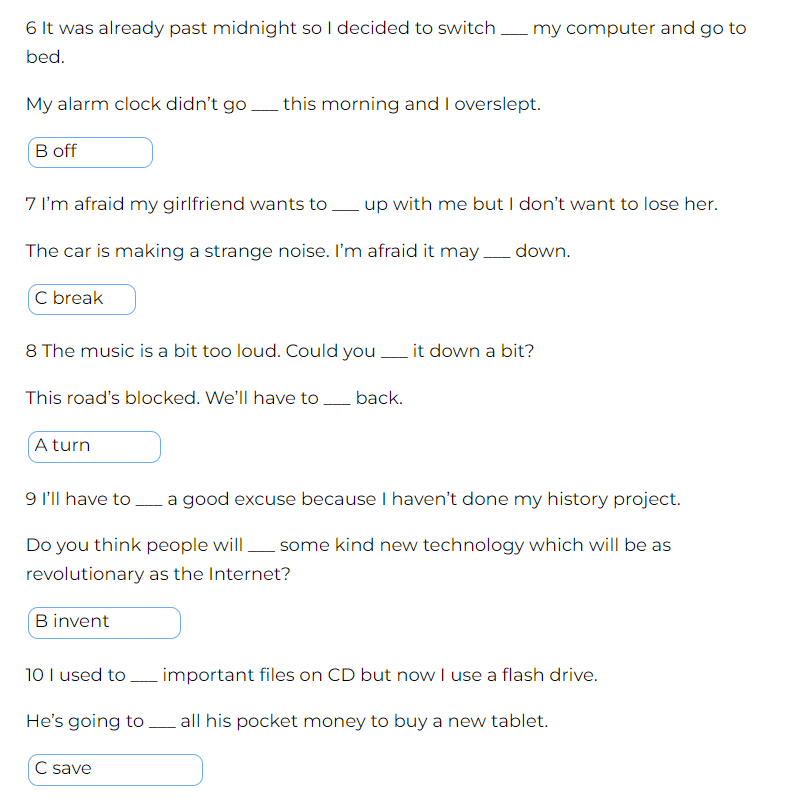 6 It was already past midnight so I decided to switch ___ my computer and go to
bed.
My alarm clock didn't go ___ this morning and I overslept.
B off
7 I'm afraid my girlfriend wants to ___ up with me but I don't want to lose her.
The car is making a strange noise. I'm afraid it may ___ down.
C break
8 The music is a bit too loud. Could you ___ it down a bit?
This road's blocked. We'll have to ___ back.
A turn
9 I'll have to ___ a good excuse because I haven't done my history project.
Do you think people will ___ some kind new technology which will be as
revolutionary as the Internet?
B invent
10 I used to ___ important files on CD but now I use a flash drive.
He's going to ___ all his pocket money to buy a new tablet.
C save